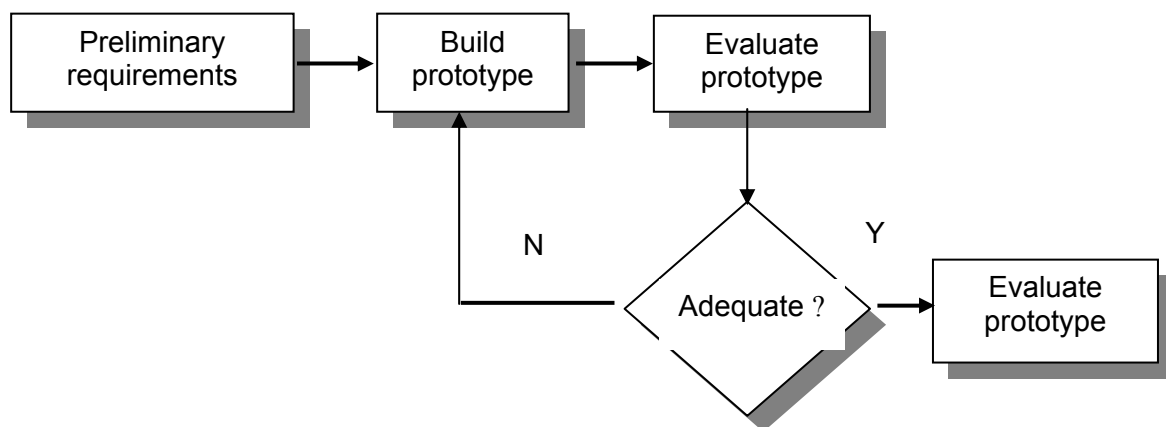 Preliminary
requirements
Build
prototype
Evaluate
prototype
N
Y
Adequate ?
Evaluate
prototype